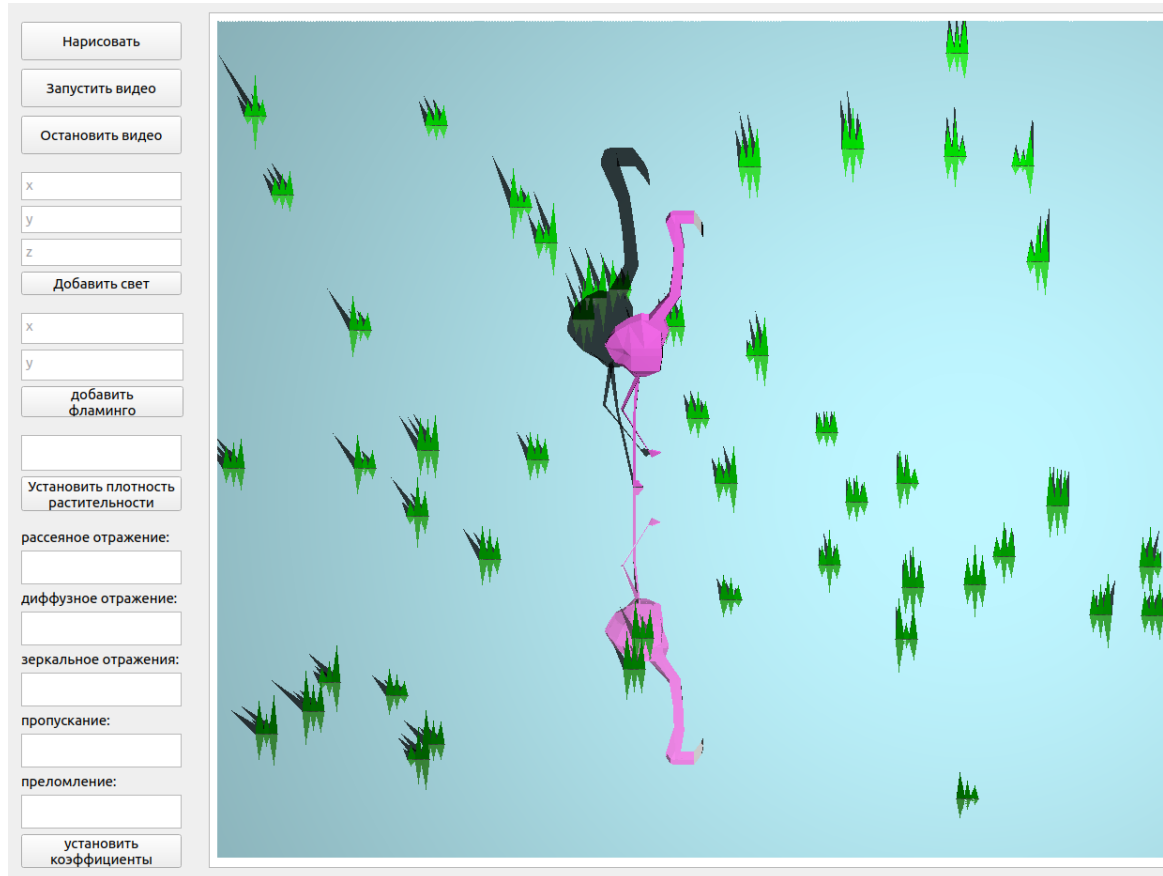 Нарисовать
Запустить видео
Остановить видео
x
y
z
Добавить свет
x
y
добавить
фламинго
Установить плотность
растительности
рассеяное отражение:
диффузное отражение:
зеркальное отражения:
пропускание:
преломление:
установить
коэффициенты